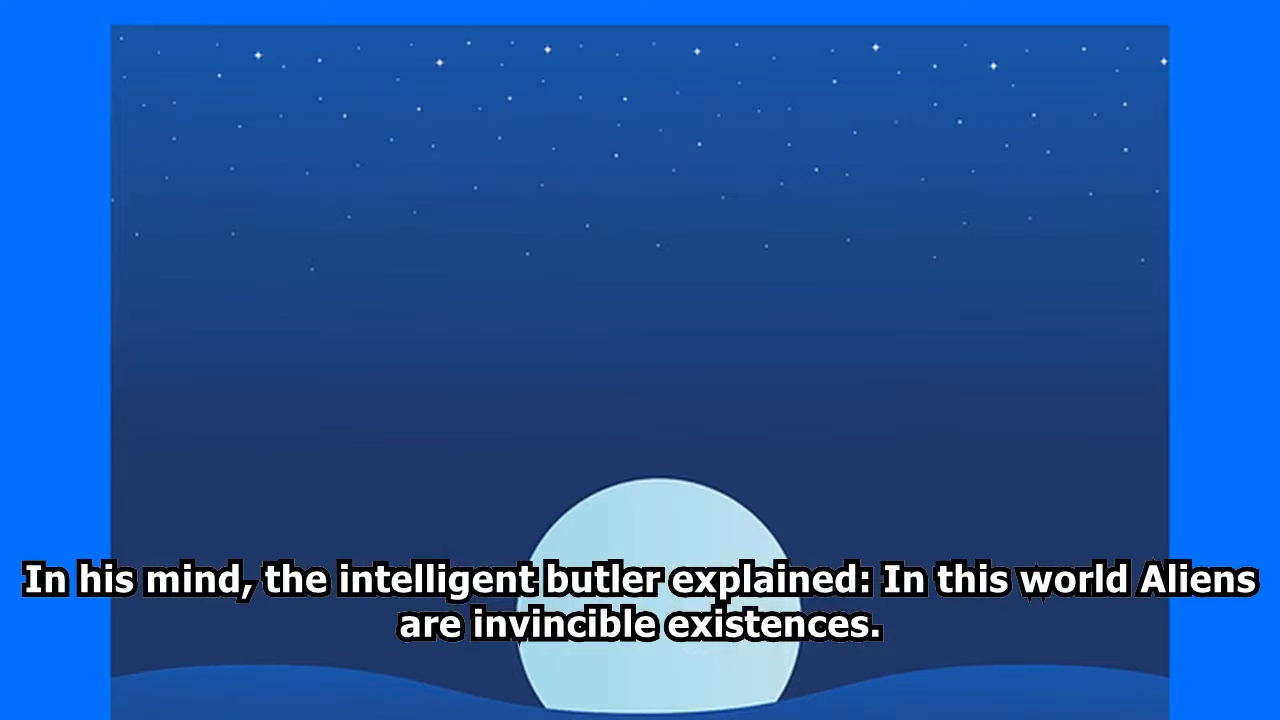 In his mind, the intelligent butler explained: In this world Aliens
are invincible existences.